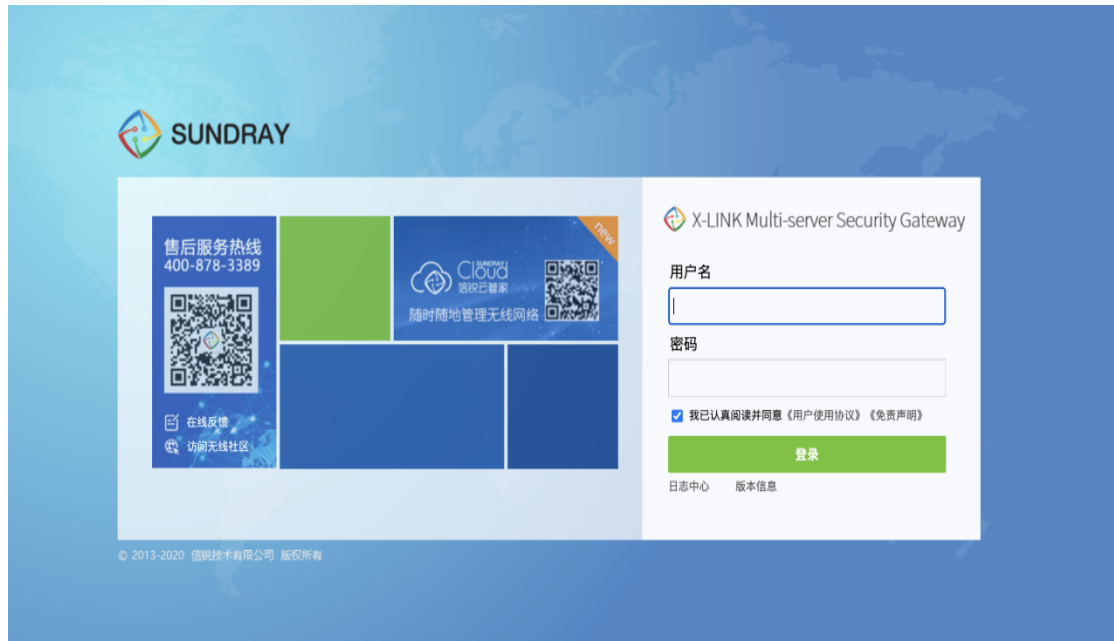 SUNDRAY
售后服务热线
400-878-3389
在线反馈
访问无线社区
new
SUNDRAY
Cloud
信锐云管家
随时随地管理无线网络
X-LINK Multi-server Security Gateway
用户名
密码
我已认真阅读并同意《用户使用协议》《免责声明》
登录
日志中心 版本信息
© 2013-2020 信锐技术有限公司 版权所有